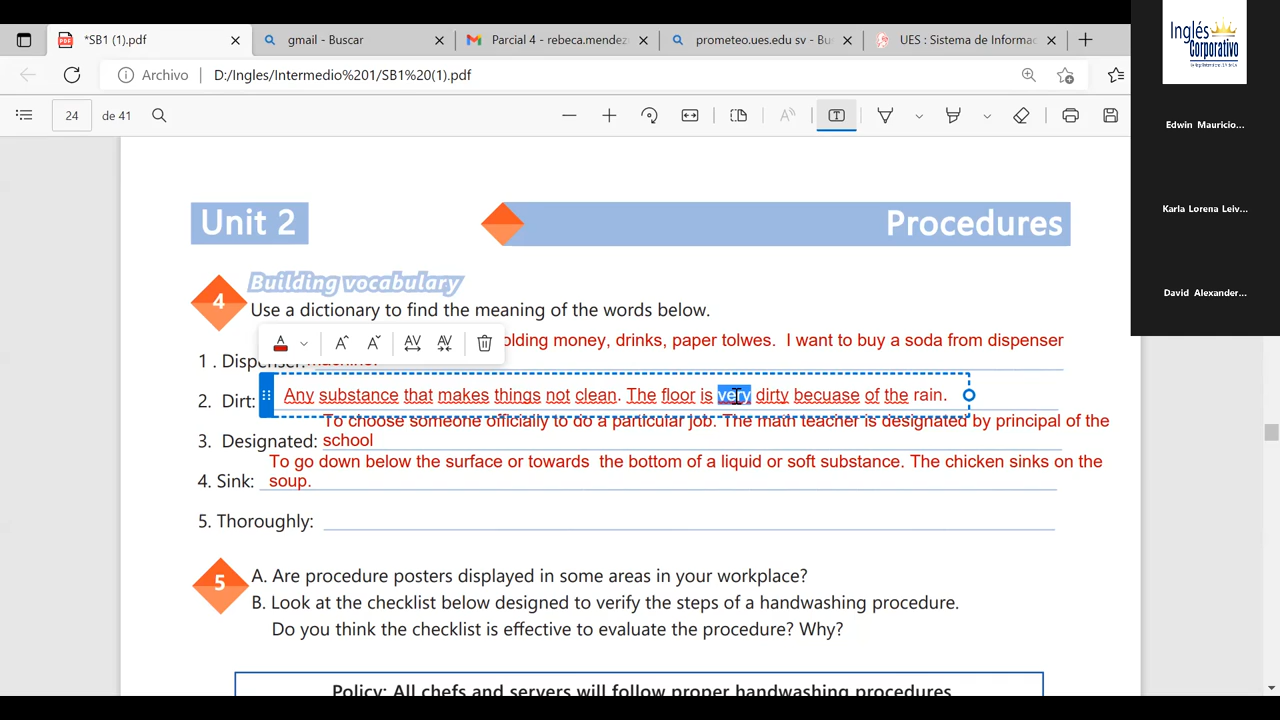 *SB1 (1).pdf
gmail - Buscar
Parcial 4 - rebeca.mendez
prometeo.ues.edu sv - Bu
UES : Sistema de Informac
Archivo
D:/Ingles/Intermedio%201/SB1%20(1).pdf
24
de 41
Inglés
Corporativo
Edwin Mauricio...
Karla Lorena Leiv...
David Alexander...
Unit 2
Procedures
4
Building vocabulary
Use a dictionary to find the meaning of the words below.
olding money, drinks, paper tolwes. I want to buy a soda from dispenser
1 . Dispenser: machine.
2. Dirt: Any substance that makes things not clean. The floor is very dirty becuase of the rain.
To choose someone officially to do a particular job. The math teacher is designated by principal of the
3. Designated: school
To go down below the surface or towards the bottom of a liquid or soft substance. The chicken sinks on the
4. Sink: soup.
5. Thoroughly:
5
A. Are procedure posters displayed in some areas in your workplace?
B. Look at the checklist below designed to verify the steps of a handwashing procedure.
Do you think the checklist is effective to evaluate the procedure? Why?
Policy: All chefs and servers will follow proper handwashing procedures